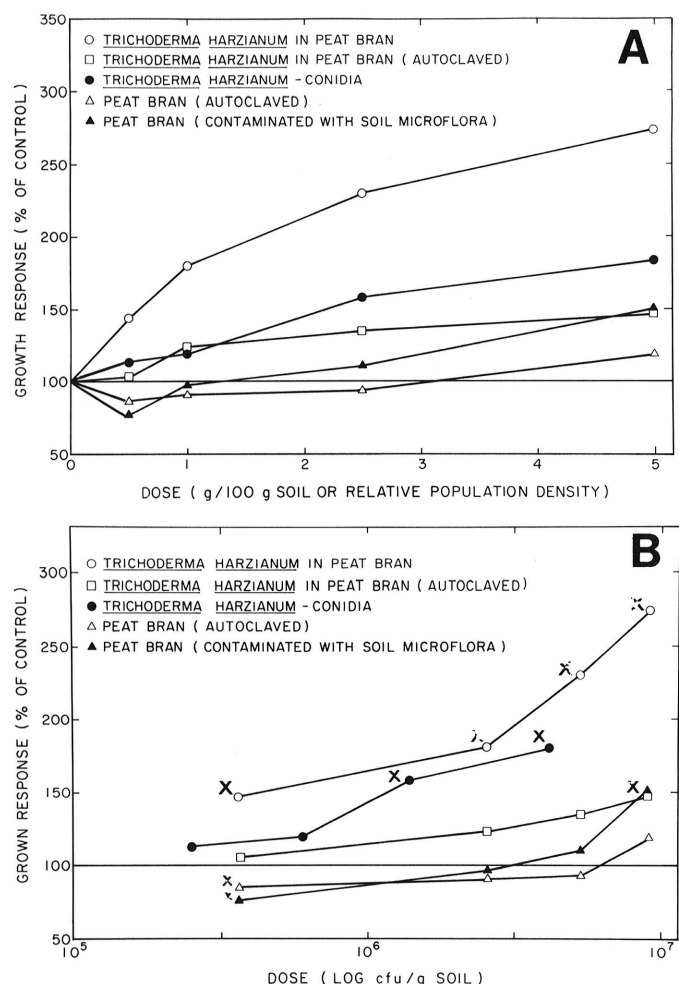 350
300
250
200
150
100
50
GROWTH RESPONSE (% OF CONTROL)
A
TRICHODERMA HARZIANUM IN PEAT BRAN
TRICHODERMA HARZIANUM IN PEAT BRAN (AUTOCLAVED)
TRICHODERMA HARZIANUM - CONIDIA
PEAT BRAN (AUTOCLAVED)
PEAT BRAN (CONTAMINATED WITH SOIL MICROFLORA)
0 1 2 3 4 5
DOSE (g/100 g SOIL OR RELATIVE POPULATION DENSITY)
300
250
200
150
100
50
GROWN RESPONSE (% OF CONTROL)
B
TRICHODERMA HARZIANUM IN PEAT BRAN
TRICHODERMA HARZIANUM IN PEAT BRAN (AUTOCLAVED)
TRICHODERMA HARZIANUM - CONIDIA
PEAT BRAN (AUTOCLAVED)
PEAT BRAN (CONTAMINATED WITH SOIL MICROFLORA)
X
X
X
X
X
X
X
10⁵ 10⁶ 10⁷
DOSE (LOG cfu/g SOIL)